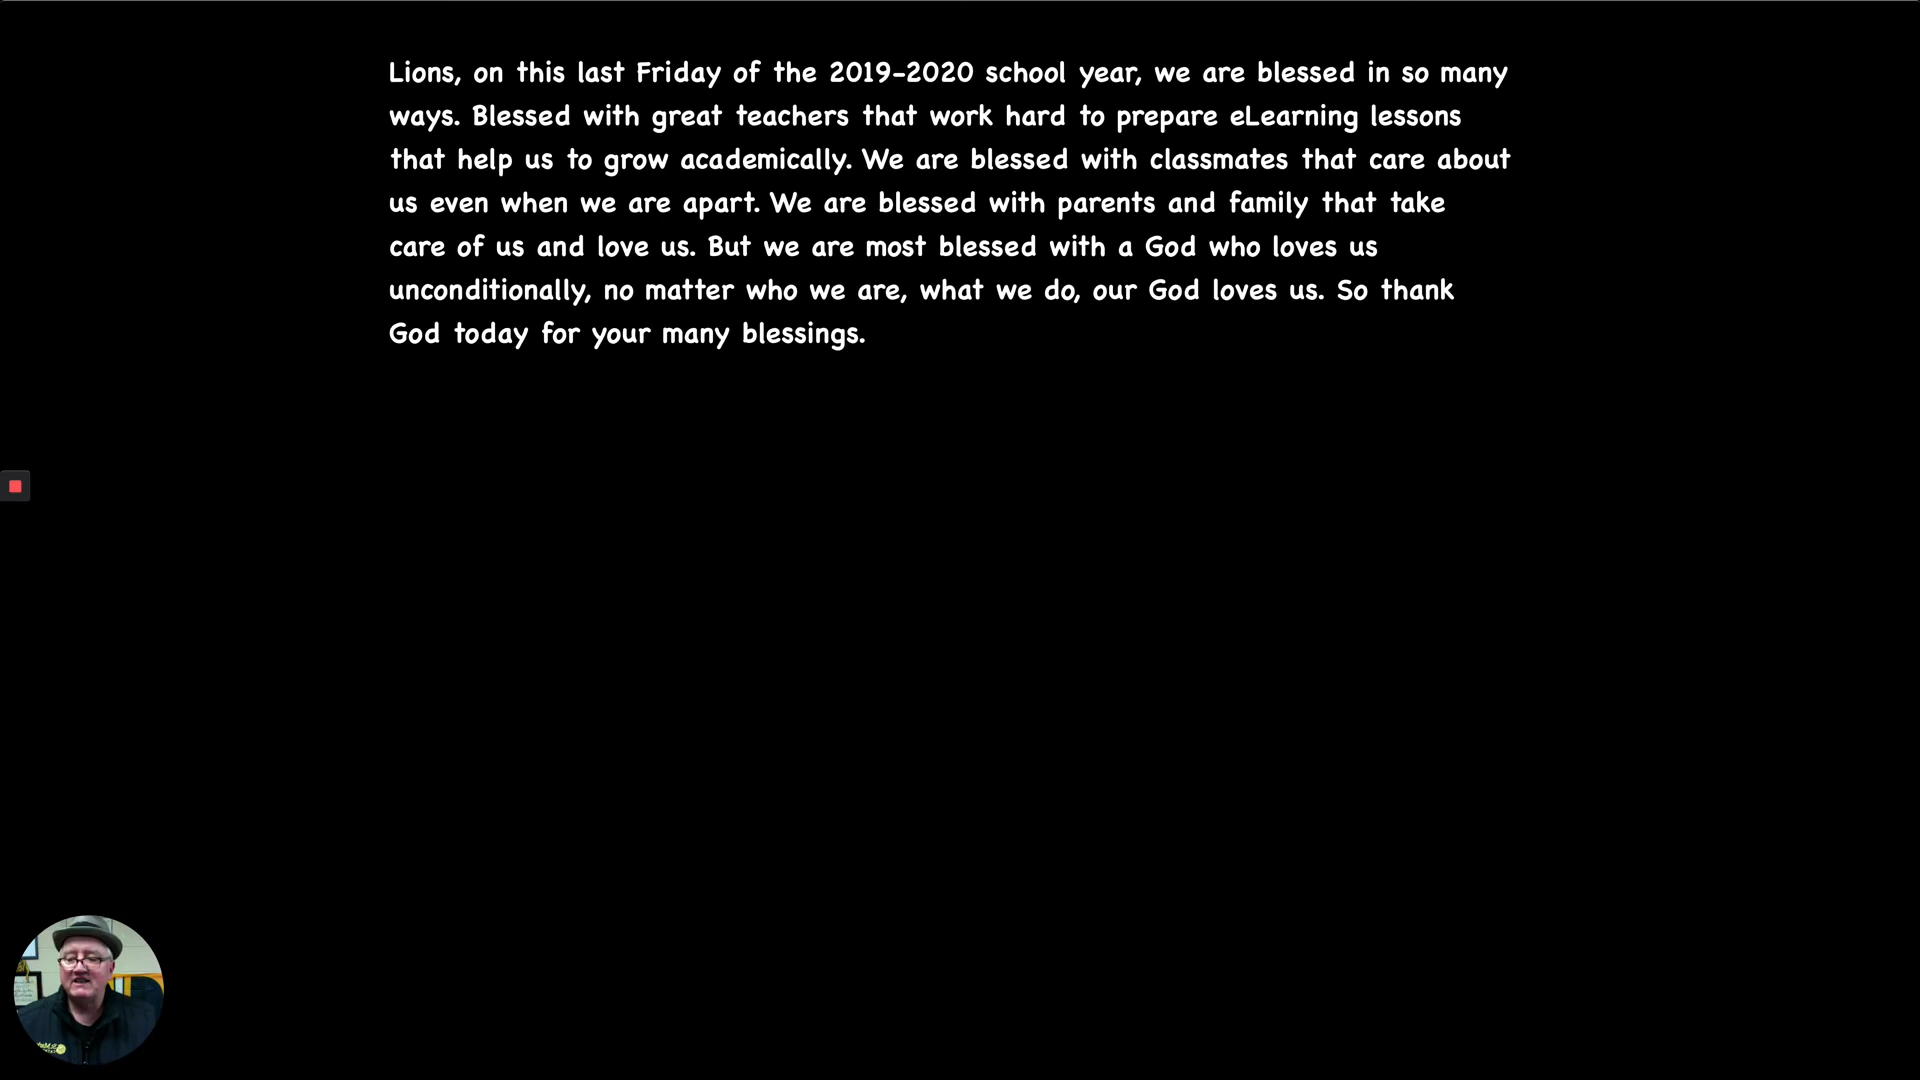 Lions, on this last Friday of the 2019-2020 school year, we are blessed in so many
ways. Blessed with great teachers that work hard to prepare eLearning lessons
that help us to grow academically. We are blessed with classmates that care about
us even when we are apart. We are blessed with parents and family that take
care of us and love us. But we are most blessed with a God who loves us
unconditionally, no matter who we are, what we do, our God loves us. So thank
God today for your many blessings.